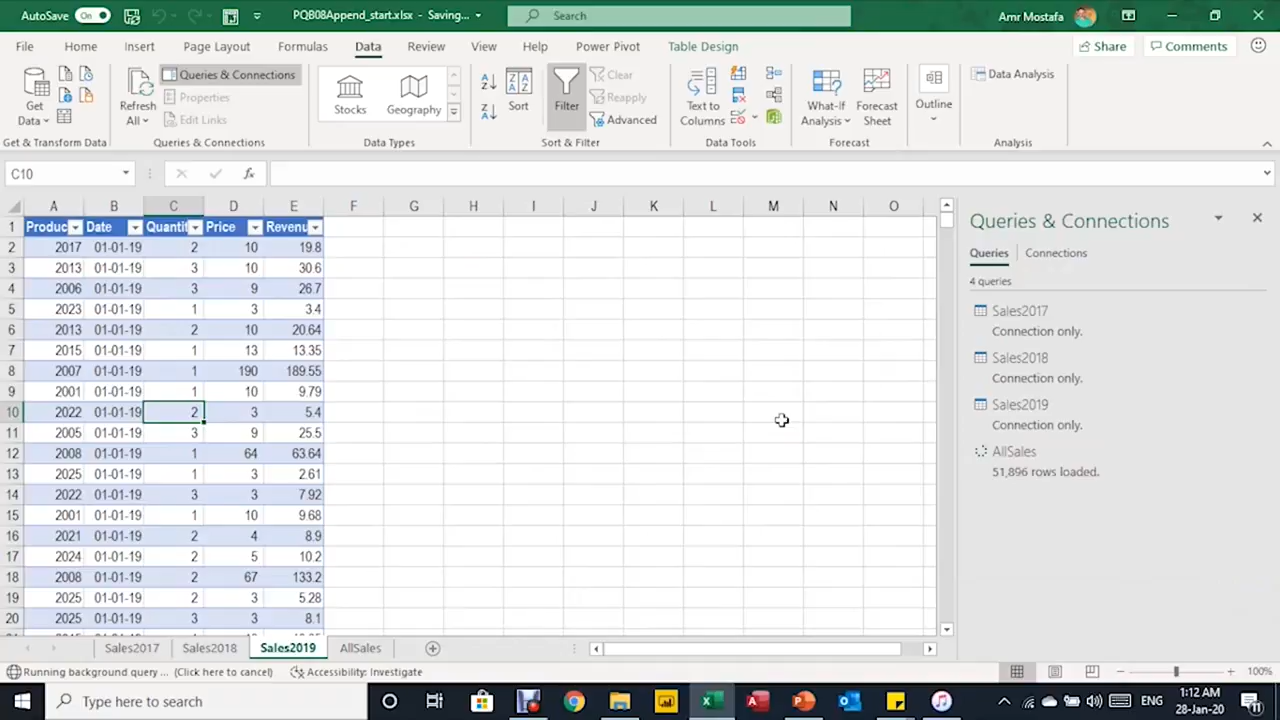 AutoSave On PQB08Append_start.xlsx - Saving... Search Amr Mostafa
File Home Insert Page Layout Formulas Data Review View Help Power Pivot Table Design Share Comments
Get Data Refresh All Queries & Connections Properties Edit Links
Stocks Geography Sort Filter Clear Reapply Advanced
Text to Columns What-If Analysis Forecast Sheet Outline Data Analysis
Get & Transform Data Queries & Connections Data Types Sort & Filter Data Tools Forecast Analysis
C10 fx
A B C D E F G H I J K L M N O
1 Produc Date Quantit Price Revenu
2 2017 01-01-19 2 10 19.8
3 2013 01-01-19 3 10 30.6
4 2006 01-01-19 3 9 26.7
5 2023 01-01-19 1 3 3.4
6 2013 01-01-19 2 10 20.64
7 2015 01-01-19 1 13 13.35
8 2007 01-01-19 1 190 189.55
9 2001 01-01-19 1 10 9.79
10 2022 01-01-19 2 3 5.4
11 2005 01-01-19 3 9 25.5
12 2008 01-01-19 1 64 63.64
13 2025 01-01-19 1 3 2.61
14 2022 01-01-19 3 3 7.92
15 2001 01-01-19 1 10 9.68
16 2021 01-01-19 2 4 8.9
17 2024 01-01-19 2 5 10.2
18 2008 01-01-19 2 67 133.2
19 2025 01-01-19 2 3 5.28
20 2025 01-01-19 3 3 8.1
Queries & Connections
Queries Connections
4 queries
Sales2017
Connection only.
Sales2018
Connection only.
Sales2019
Connection only.
AllSales
51,896 rows loaded.
Sales2017 Sales2018 Sales2019 AllSales
Running background query ... (Click here to cancel) Accessibility: Investigate 100%
Type here to search ENG 1:12 AM
28-Jan-20